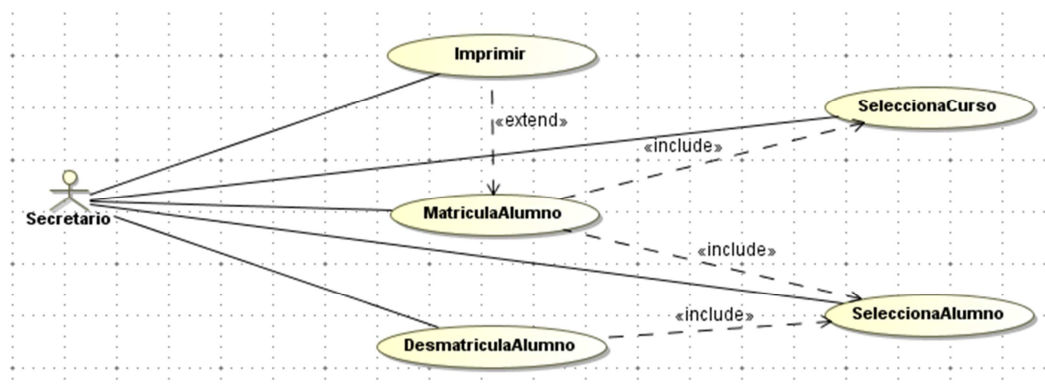 Imprimir
SeleccionaCurso
«extend»
«include»
Secretario
MatriculaAlumno
«include»
SeleccionaAlumno
«include»
DesmatriculaAlumno